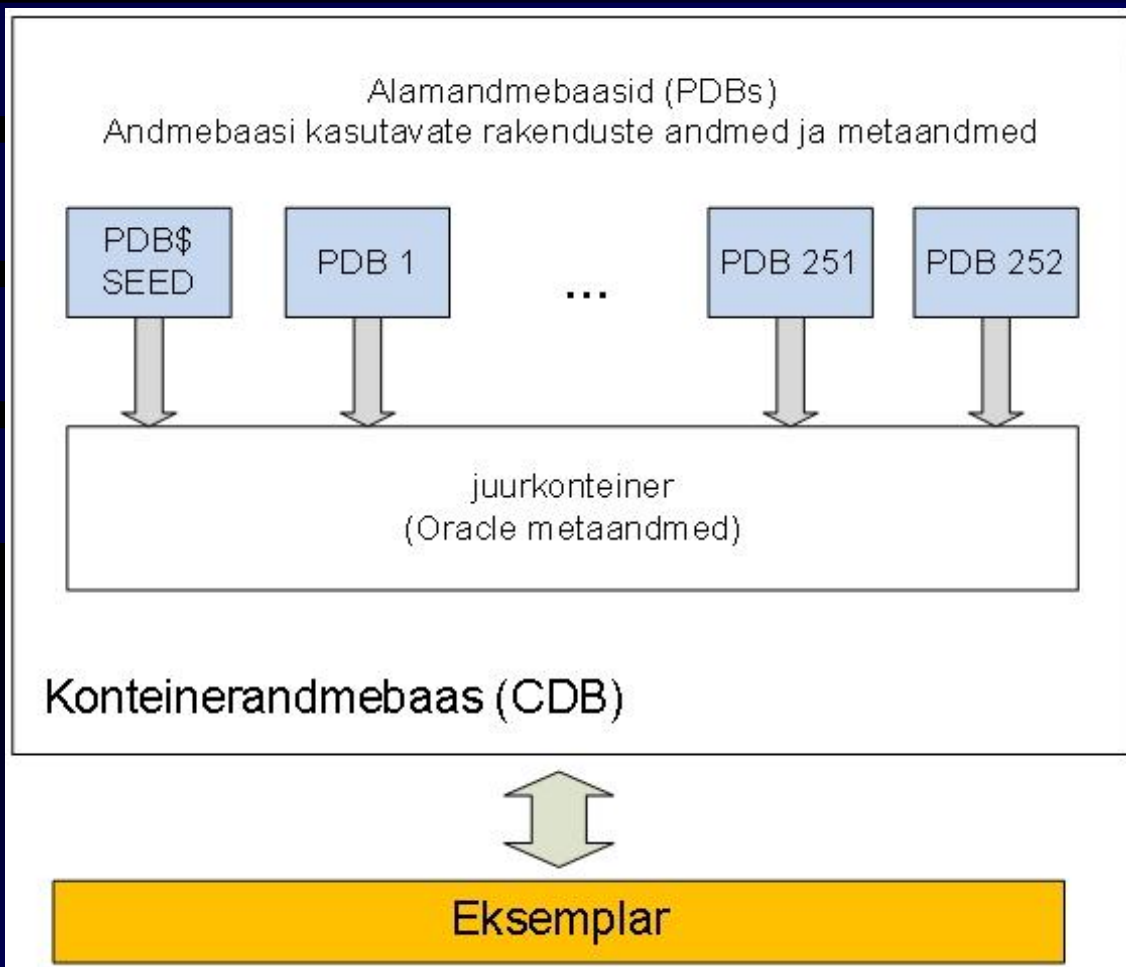 Alamandmebaasid (PDBs)
Andmebaasi kasutavate rakenduste andmed ja metaandmed
PDB$
SEED
PDB 1
...
PDB 251
PDB 252
juurkonteiner
(Oracle metaandmed)
Konteinerandmebaas (CDB)
Eksemplar